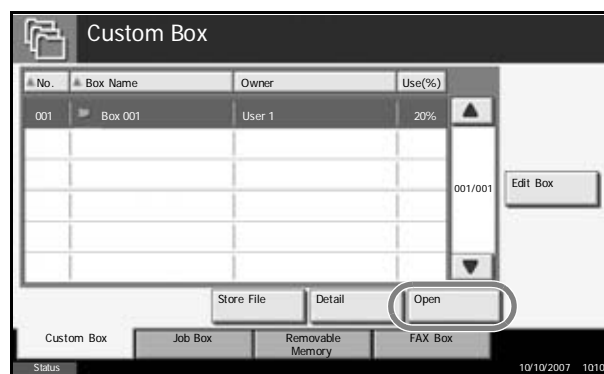 Custom Box
No. Box Name Owner Use(%)
001 Box 001 User 1 20%
001/001
Edit Box
Store File Detail Open
Custom Box Job Box Removable Memory FAX Box
Status 10/10/2007 1010